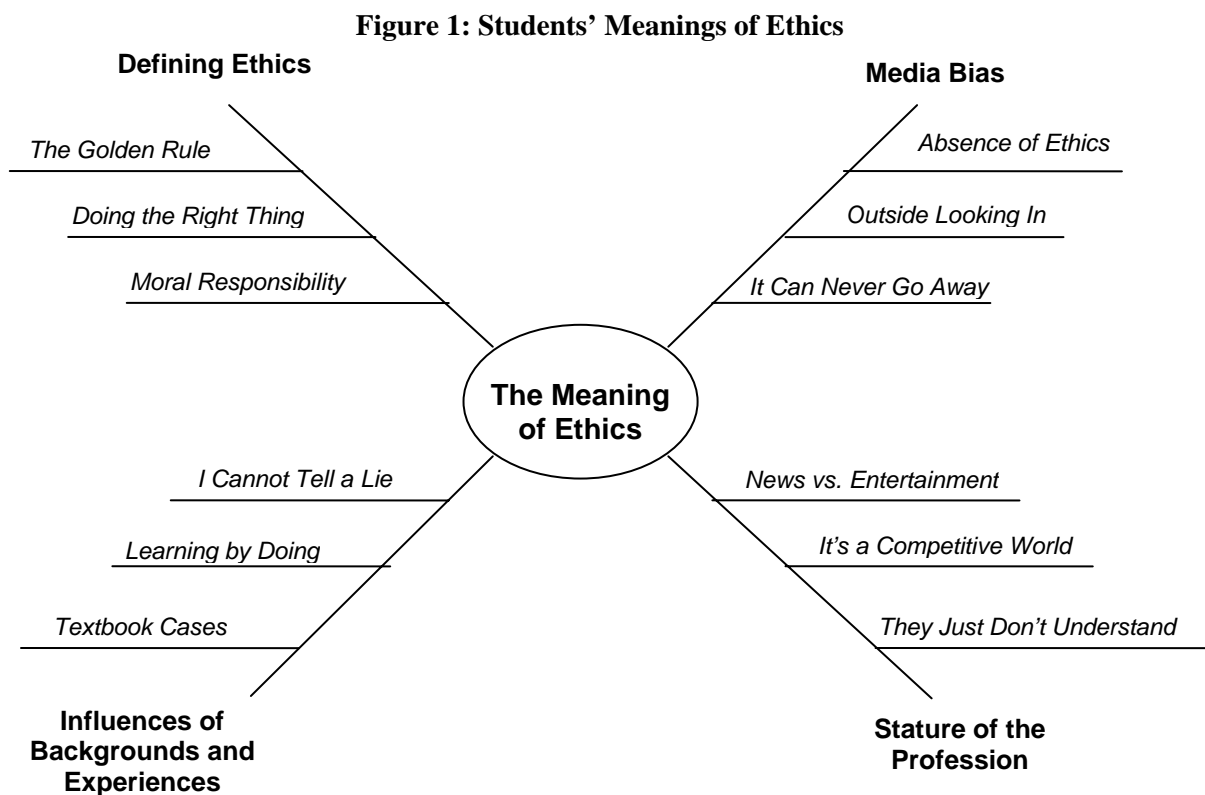 Figure 1: Students’ Meanings of Ethics
Defining Ethics
The Golden Rule
Doing the Right Thing
Moral Responsibility
Media Bias
Absence of Ethics
Outside Looking In
It Can Never Go Away
The Meaning
of Ethics
I Cannot Tell a Lie
Learning by Doing
Textbook Cases
Influences of
Backgrounds and
Experiences
News vs. Entertainment
It’s a Competitive World
They Just Don’t Understand
Stature of the
Profession